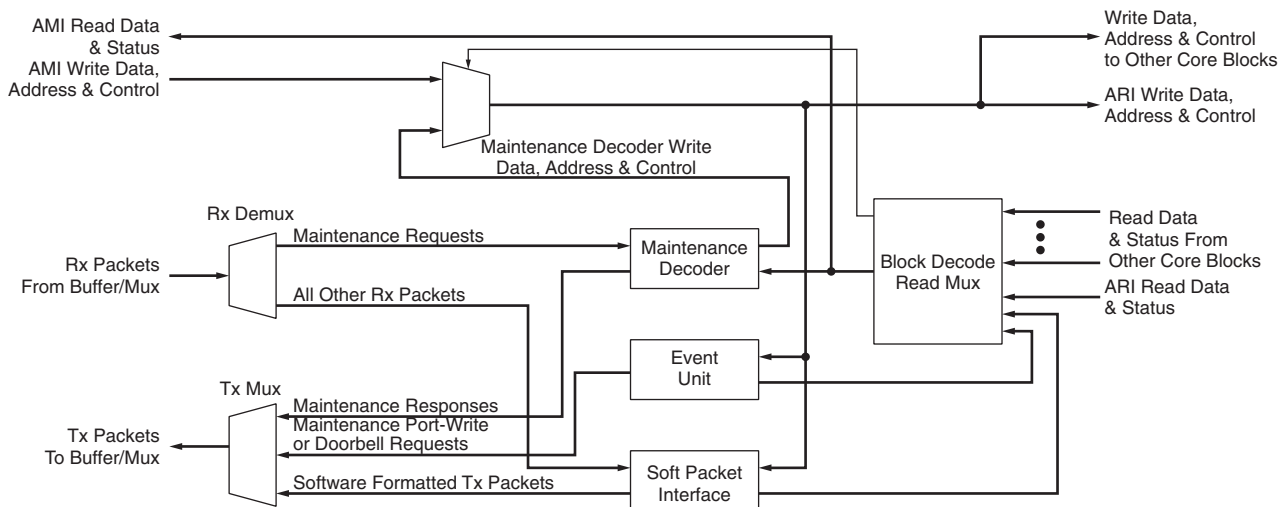 AMI Read Data
& Status
AMI Write Data,
Address & Control
Write Data,
Address & Control
to Other Core Blocks
ARI Write Data,
Address & Control
Maintenance Decoder Write
Data, Address & Control
Rx Demux
Maintenance Requests
Rx Packets
From Buffer/Mux
All Other Rx Packets
Maintenance
Decoder
Block Decode
Read Mux
Read Data
& Status From
Other Core Blocks
ARI Read Data
& Status
Event
Unit
Tx Mux
Maintenance Responses
Maintenance Port-Write
or Doorbell Requests
Tx Packets
To Buffer/Mux
Software Formatted Tx Packets
Soft Packet
Interface